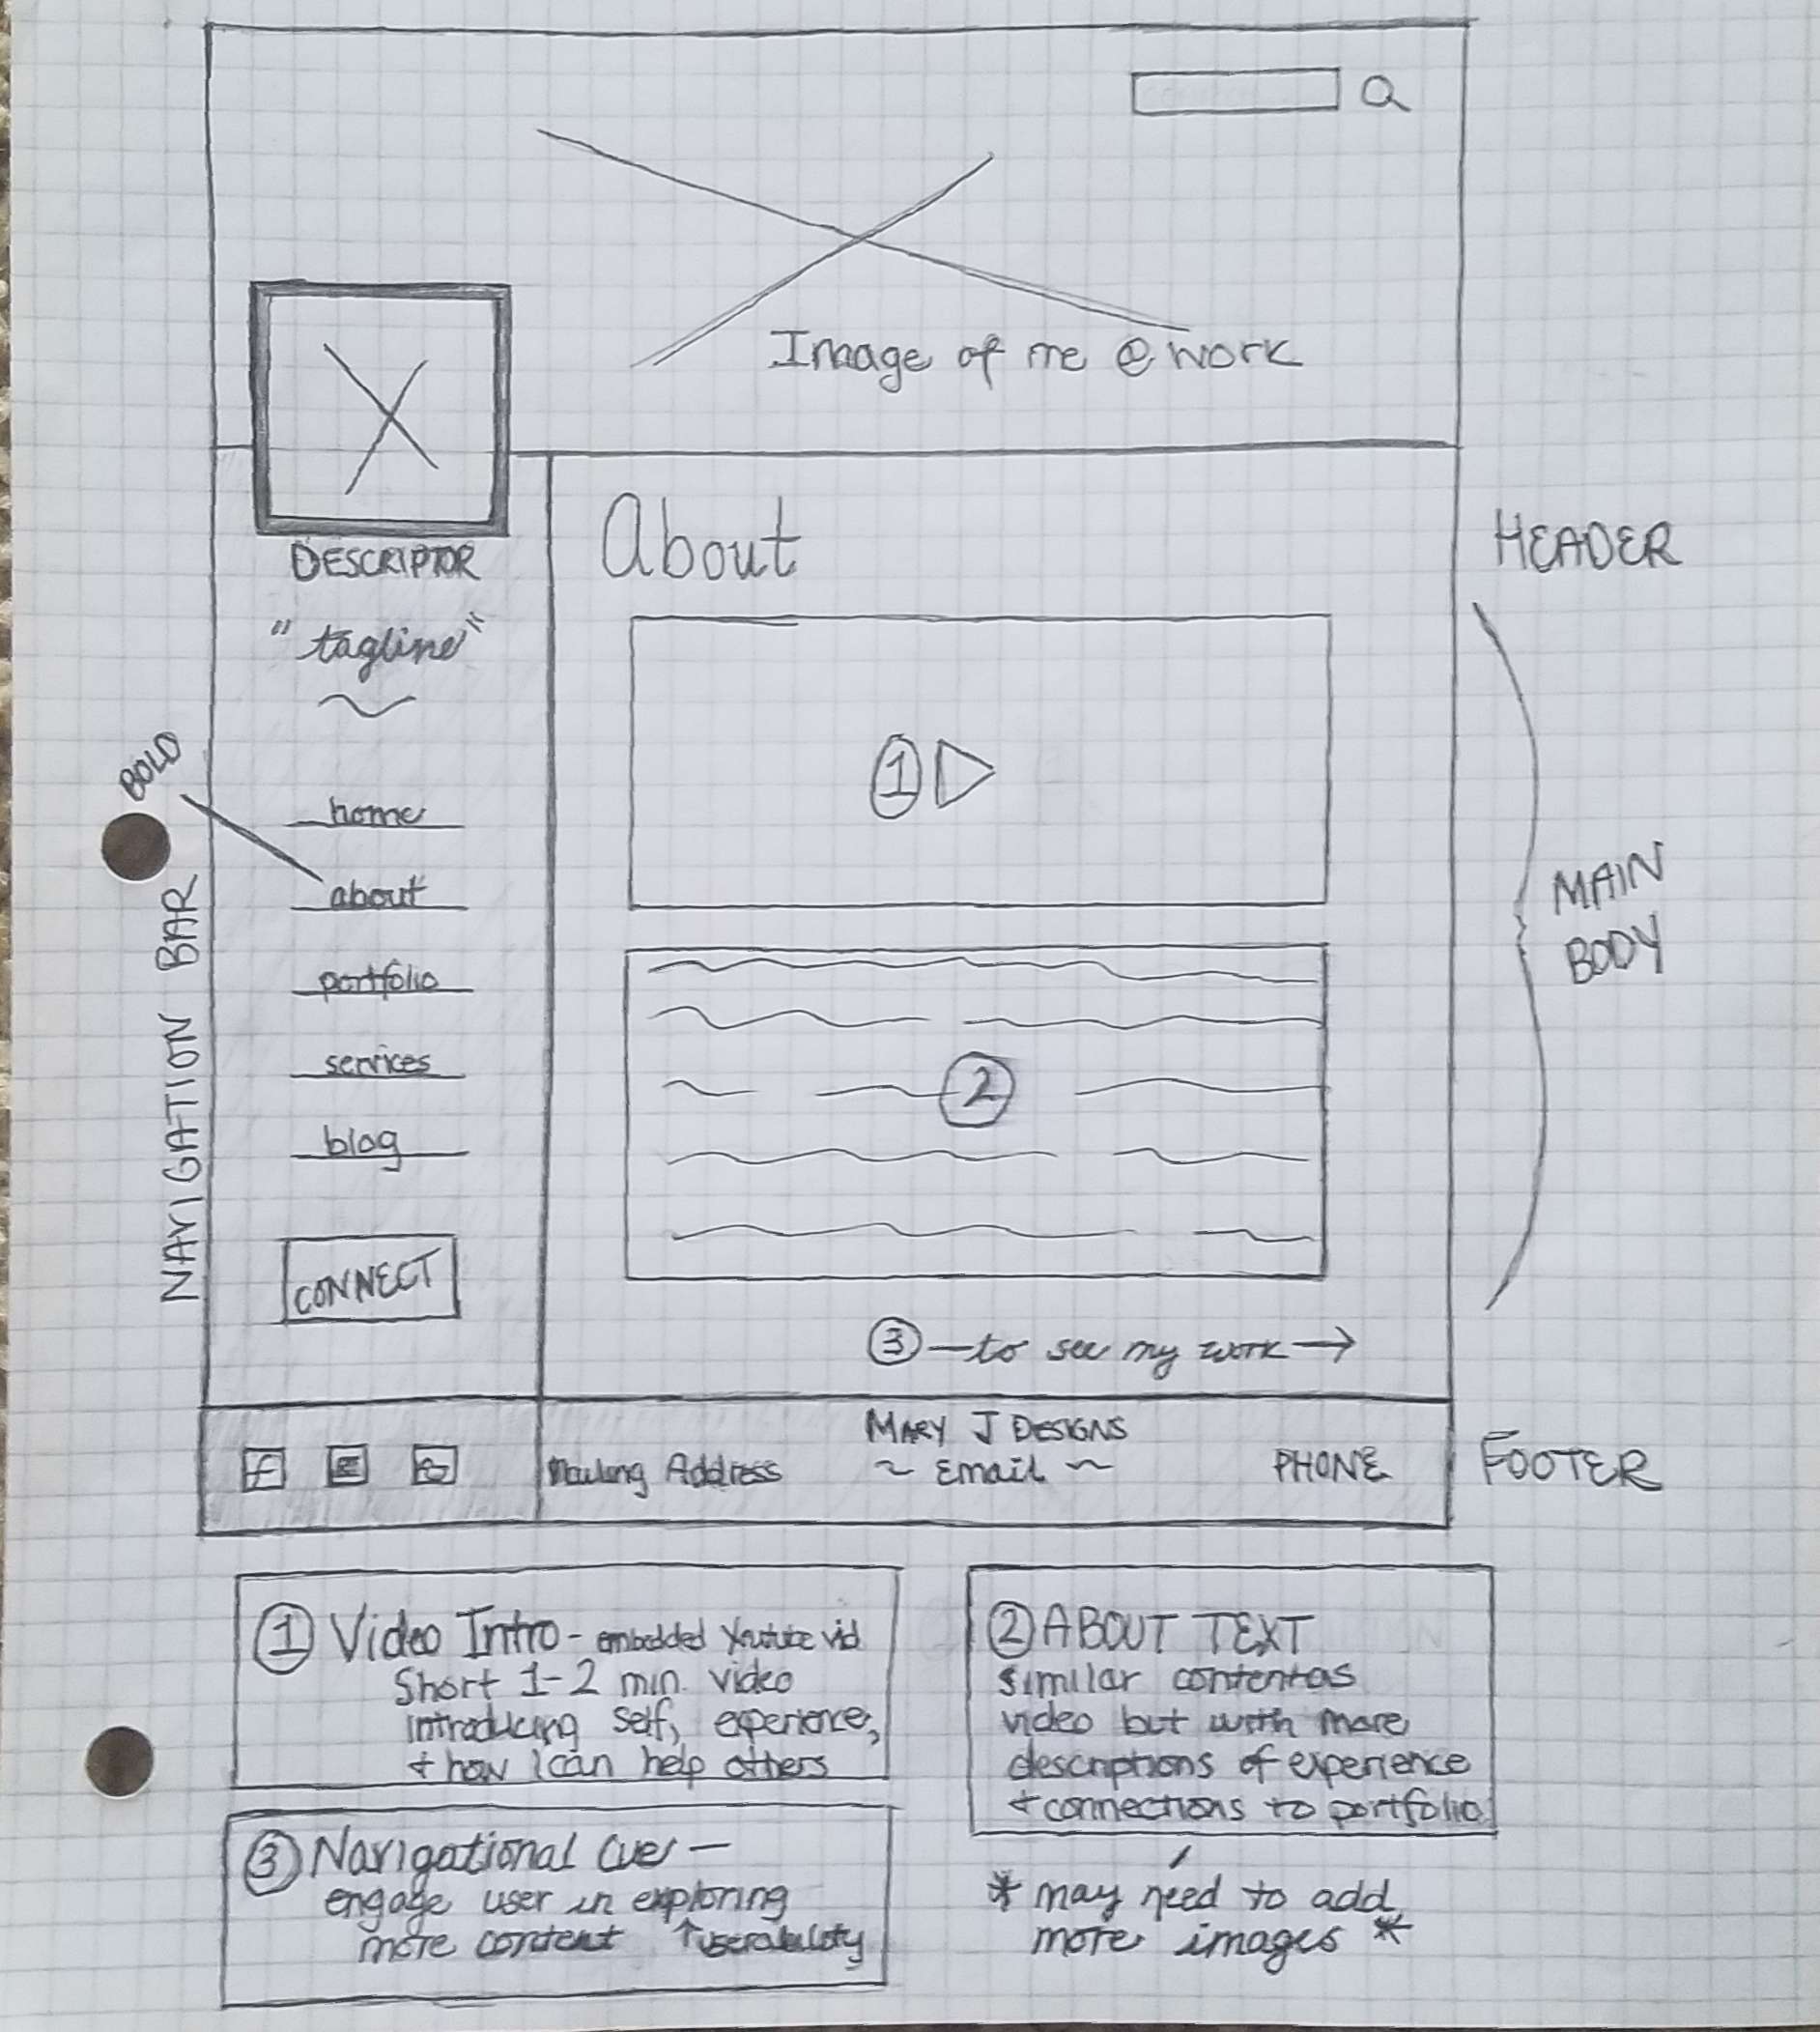 Image of me @ work
DESCRIPTOR
"tagline"
BOLD
home
about
portfolio
services
blog
CONNECT
NAVIGATION BAR
About
1
2
3 — to see my work →
HEADER
MAIN
BODY
f
MARY J DESIGNS
Mailing Address ~ Email ~ PHONE
FOOTER
1 Video Intro - embedded Youtube vid
Short 1-2 min. video
introducing self, experience,
+ how I can help others
2 ABOUT TEXT
similar content as
video but with more
descriptions of experience
+ connections to portfolio
* may need to add
more images *
3 Navigational Cue —
engage user in exploring
more content ↑ userability